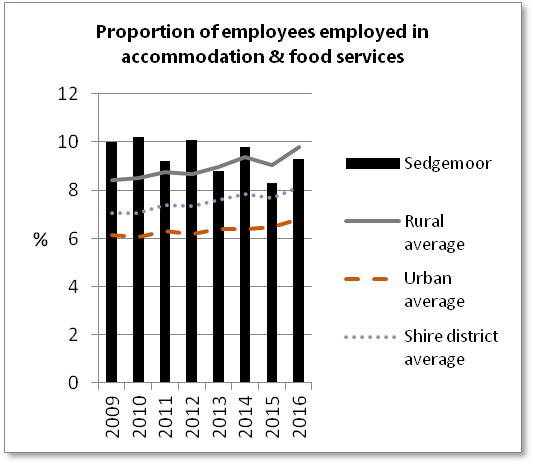 Proportion of employees employed in
accommodation & food services
12
10
8
6
4
2
0
%
2009
2010
2011
2012
2013
2014
2015
2016
Sedgemoor
Rural
average
Urban
average
Shire district
average